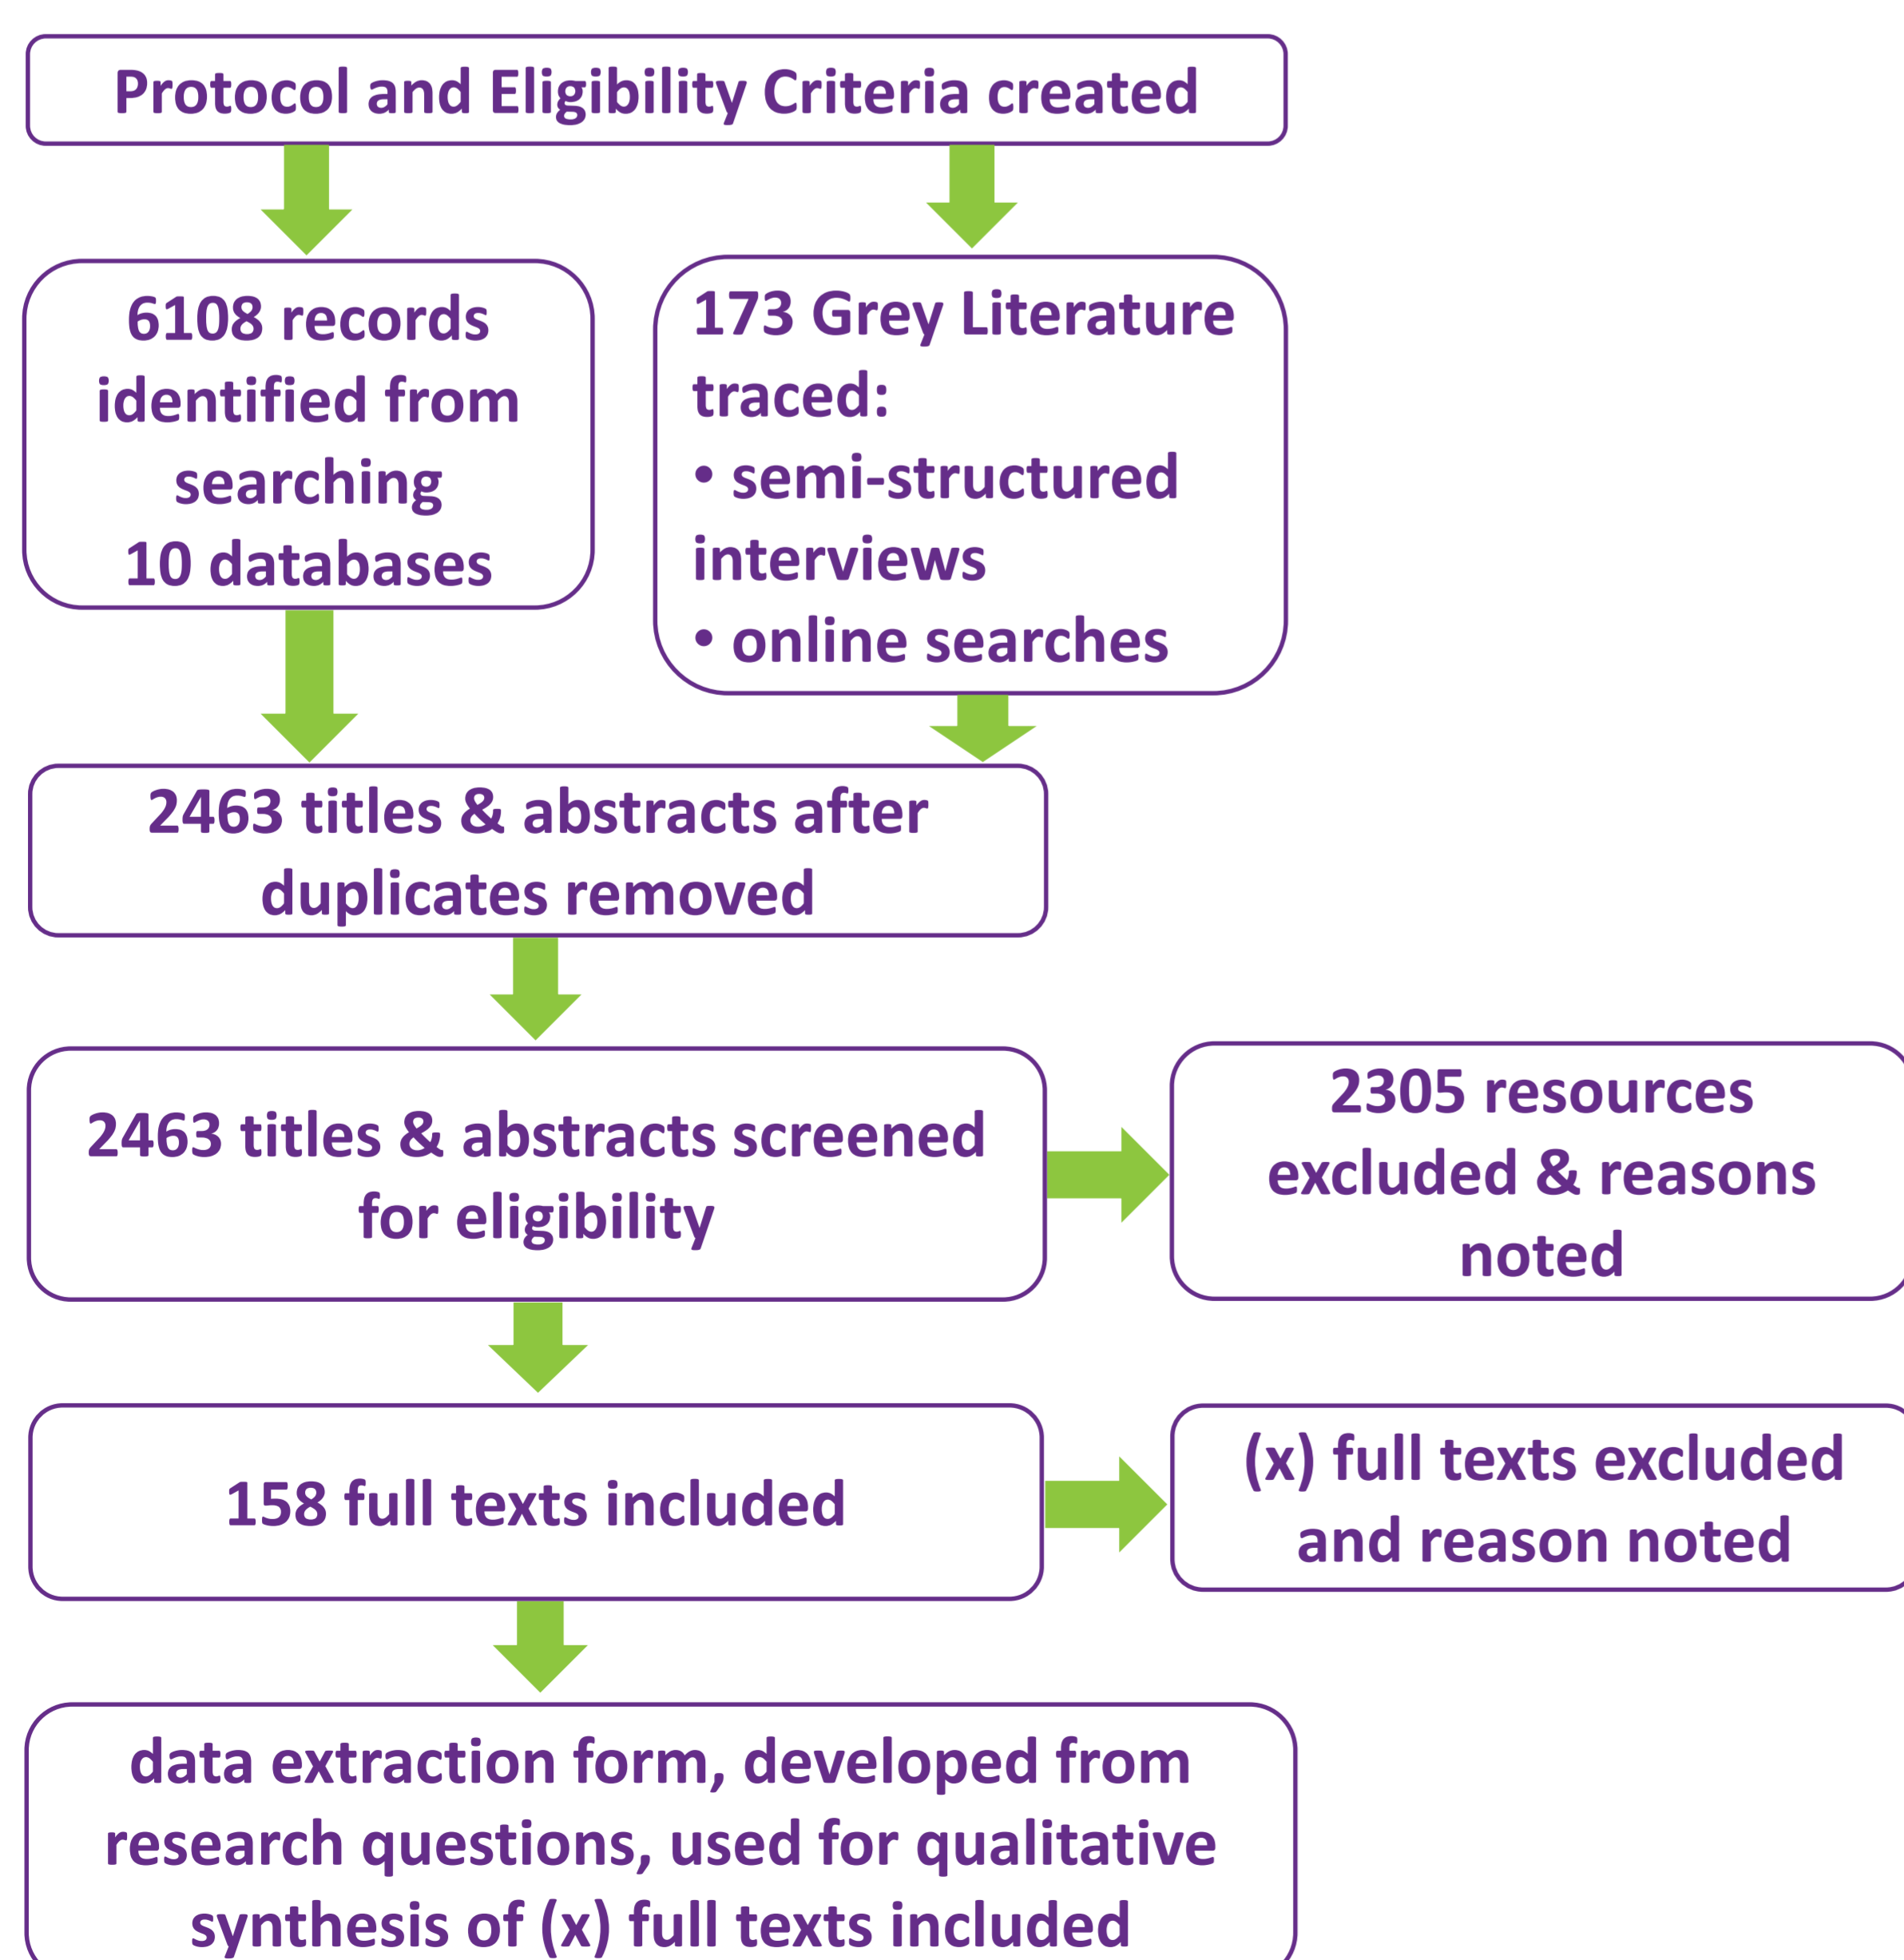 Protocol and Eligibility Criteria created
6108 records
identified from
searching
10 databases
173 Grey Literature
traced:
• semi-structured
interviews
• online searches
2463 titles & abstracts after
duplicates removed
2463 titles & abstracts screened
for eligibility
2305 resources
excluded & reasons
noted
158 full texts included
(x) full texts excluded
and reason noted
data extraction form, developed from
research questions, used for qualitative
synthesis of (x) full texts included